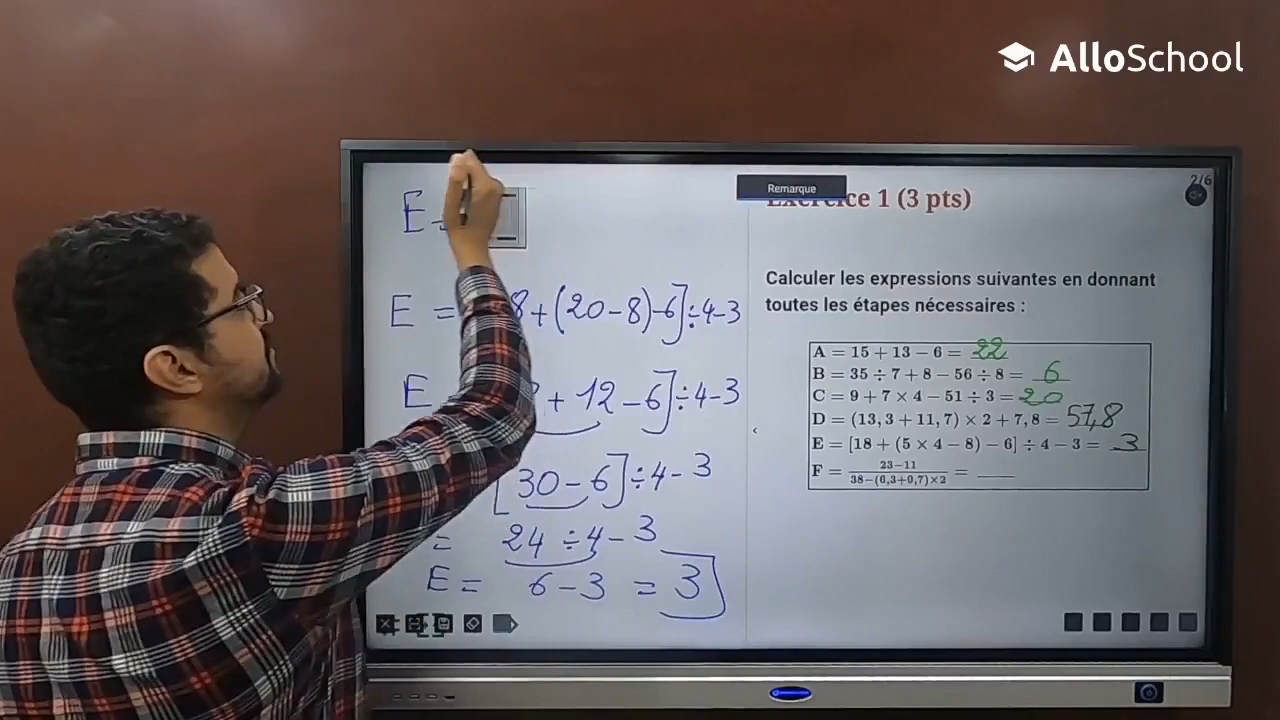 AlloSchool
2/6
Remarque
Exercice 1 (3 pts)
Calculer les expressions suivantes en donnant
toutes les étapes nécessaires :
A = 15 + 13 − 6 = 22
B = 35 ÷ 7 + 8 − 56 ÷ 8 = 6
C = 9 + 7 × 4 − 51 ÷ 3 = 20
D = (13,3 + 11,7) × 2 + 7,8 = 57,8
E = [18 + (5 × 4 − 8) − 6] ÷ 4 − 3 = 3
F = 23−11 / 38−(6,3+0,7)×2 = ____
E =
E = 8 + (20 − 8) − 6] ÷ 4 − 3
E + 12 − 6] ÷ 4 − 3
[30 − 6] ÷ 4 − 3
= 24 ÷ 4 − 3
E = 6 − 3 = 3